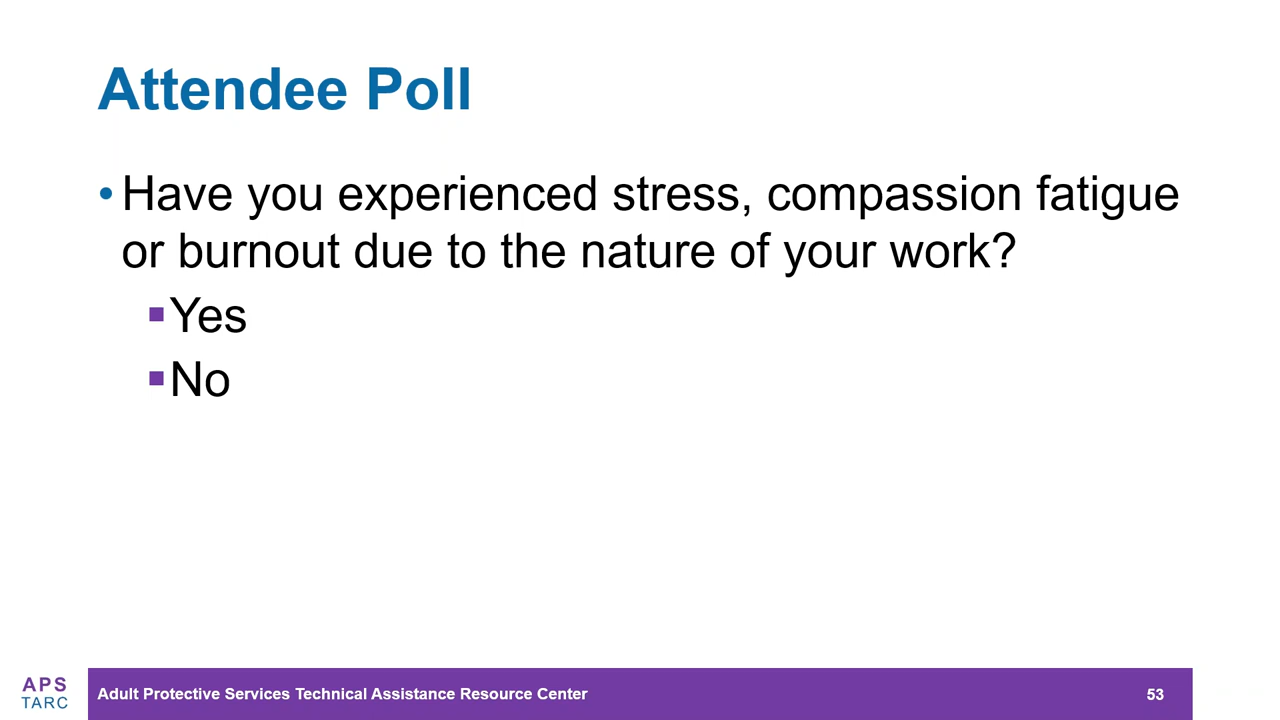 Attendee Poll
• Have you experienced stress, compassion fatigue
or burnout due to the nature of your work?
▪ Yes
▪ No
APS
TARC
Adult Protective Services Technical Assistance Resource Center
53